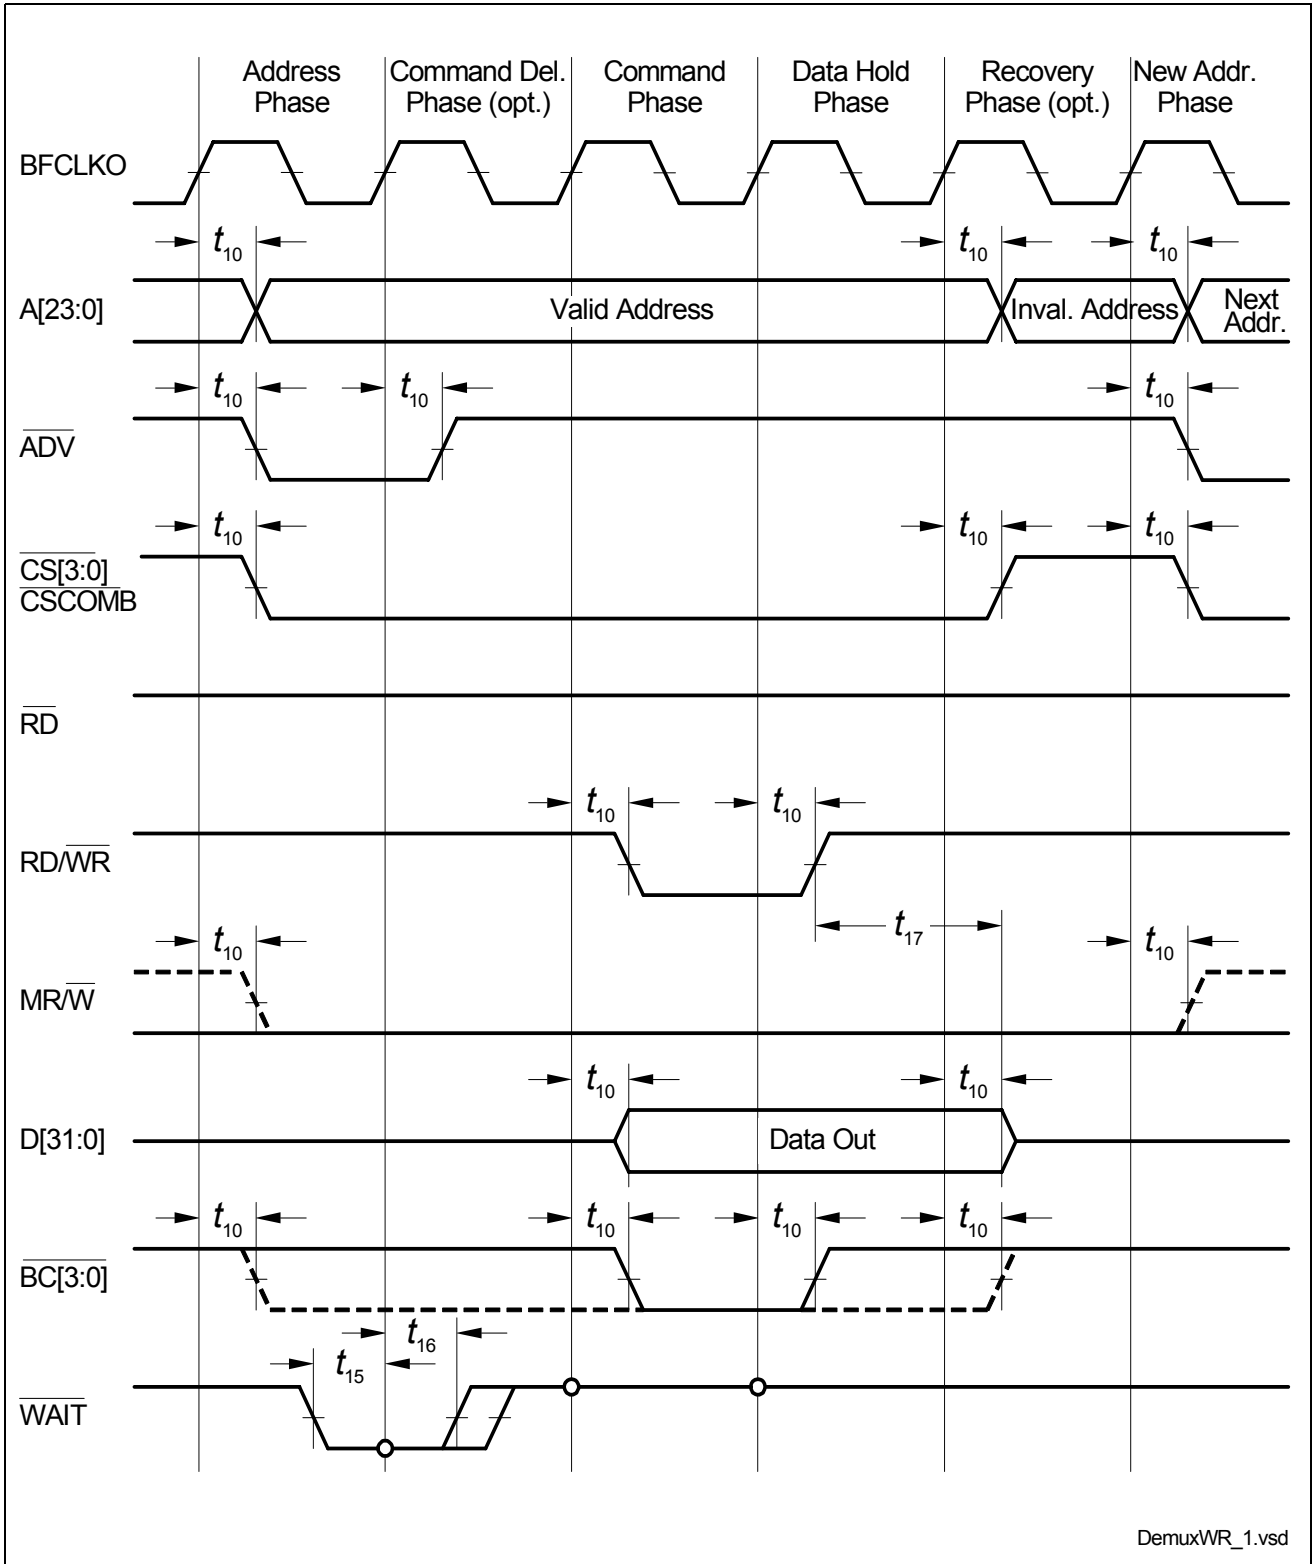 Address Phase
Command Del. Phase (opt.)
Command Phase
Data Hold Phase
Recovery Phase (opt.)
New Addr. Phase
BFCLKO
t10 t10 t10
A[23:0]
Valid Address
Inval. Address
Next Addr.
t10 t10 t10
ADV
t10 t10 t10
CS[3:0]
CSCOMB
RD
t10 t10
RD/WR
t17
t10 t10
MR/W
t10 t10
D[31:0]
Data Out
t10 t10 t10 t10
BC[3:0]
t16
t15
WAIT
DemuxWR_1.vsd